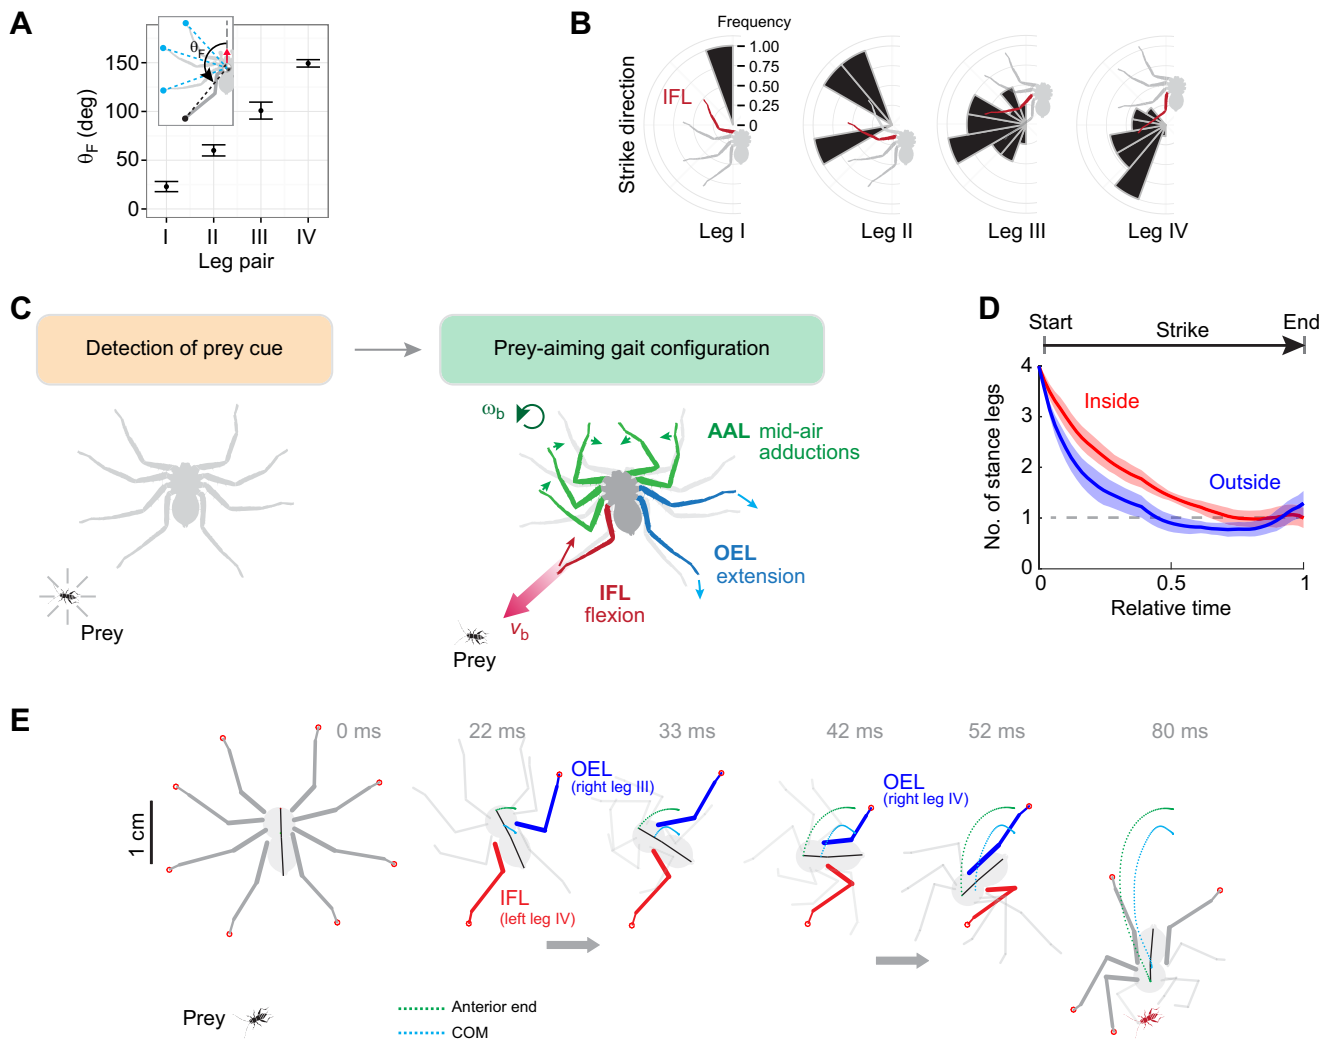 A
θF (deg)
150
100
50
0
θF
I II III IV
Leg pair
B
Strike direction
Frequency
1.00
0.75
0.50
0.25
0
IFL
Leg I
Leg II
Leg III
Leg IV
C
Detection of prey cue
Prey-aiming gait configuration
Prey
ωb
AAL mid-air
adductions
OEL
extension
IFL
flexion
vb
Prey
D
Start
Strike
End
No. of stance legs
4
3
2
1
0
Inside
Outside
0 0.5 1
Relative time
E
0 ms
22 ms
33 ms
42 ms
52 ms
80 ms
1 cm
OEL
(right leg III)
IFL
(left leg IV)
OEL
(right leg IV)
Prey
Anterior end
COM